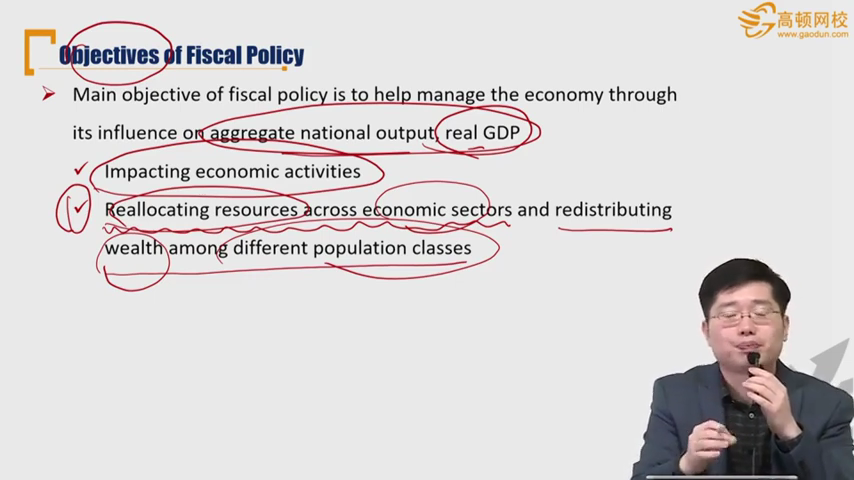 高顿网校
www.gaodun.com
Objectives of Fiscal Policy
Main objective of fiscal policy is to help manage the economy through
its influence on aggregate national output, real GDP
Impacting economic activities
Reallocating resources across economic sectors and redistributing
wealth among different population classes